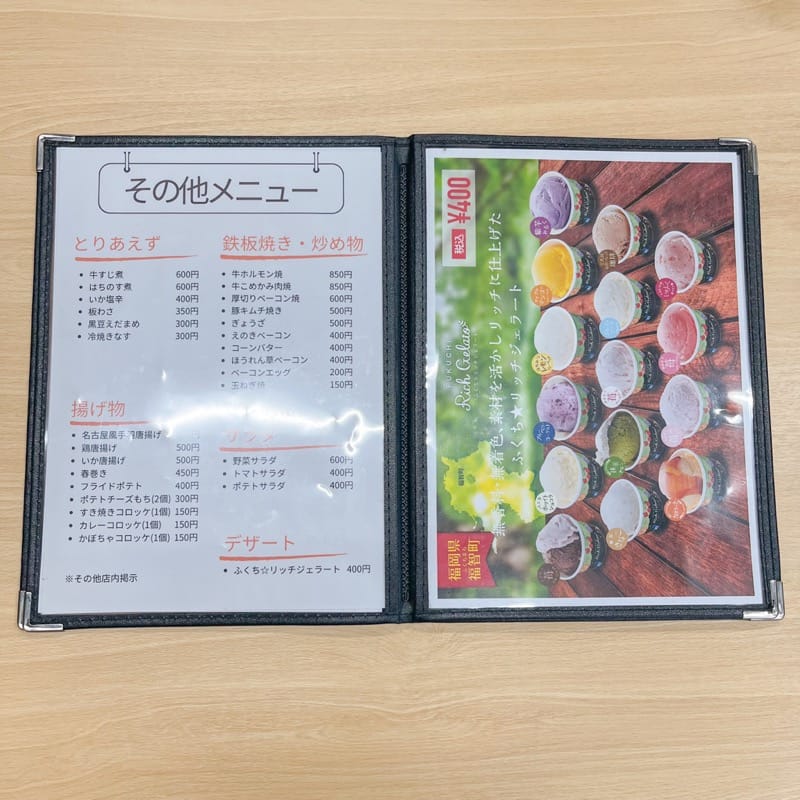 その他メニュー
とりあえず
牛すじ煮 600円
はちのす煮 600円
いか塩辛 400円
板わさ 350円
黒豆えだまめ 300円
冷焼きなす 300円
揚げ物
名古屋風手羽唐揚げ
鶏唐揚げ 500円
いか唐揚げ 500円
春巻き 450円
フライドポテト 400円
ポテトチーズもち(2個) 300円
すき焼きコロッケ(1個) 150円
カレーコロッケ(1個) 150円
かぼちゃコロッケ(1個) 150円
※その他店内掲示
鉄板焼き・炒め物
牛ホルモン焼 850円
牛こめかみ肉焼 850円
厚切りベーコン焼 600円
豚キムチ焼き 500円
ぎょうざ 500円
えのきベーコン 400円
コーンバター 400円
ほうれん草ベーコン 400円
ベーコンエッグ 200円
玉ねぎ焼 150円
サラダ
野菜サラダ 600円
トマトサラダ 400円
ポテトサラダ 400円
デザート
ふくち☆リッチジェラート 400円
福岡県
福智町
福智町
FUKUCHI
Rich Gelato
無香料・無着色、素材を活かしリッチに仕上げた
ふくち★リッチジェラート
税込 ¥400